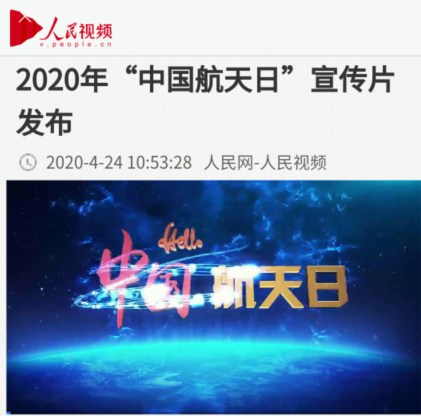 人民视频
v.people.cn
2020年“中国航天日”宣传片
发布
2020-4-24 10:53:28 人民网-人民视频
Hello
中国航天日